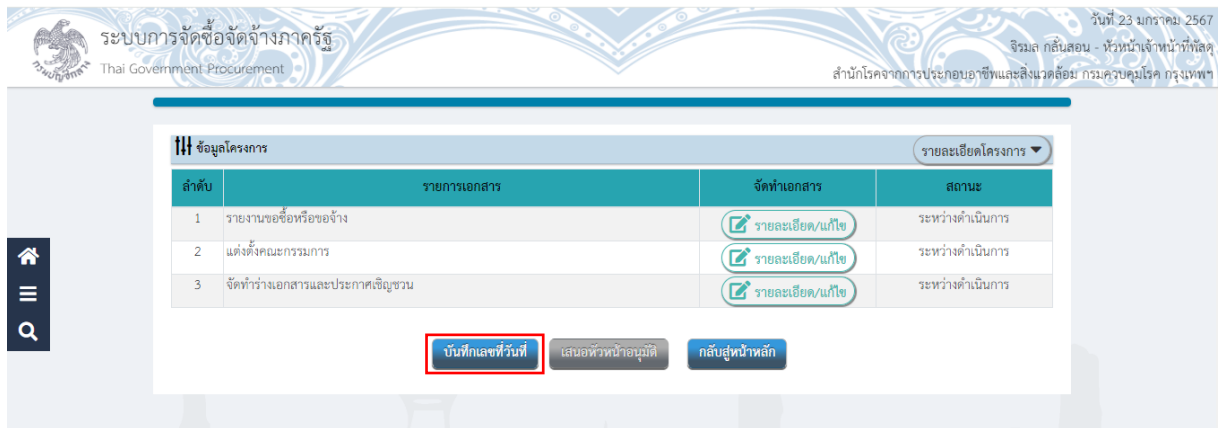 วันที่ 23 มกราคม 2567
ระบบการจัดซื้อจัดจ้างภาครัฐ
จิรมล กลั่นสอน - หัวหน้าเจ้าหน้าที่พัสดุ
Thai Government Procurement
สำนักโรคจากการประกอบอาชีพและสิ่งแวดล้อม กรมควบคุมโรค กรุงเทพฯ
ข้อมูลโครงการ รายละเอียดโครงการ
ลำดับ รายการเอกสาร จัดทำเอกสาร สถานะ
1 รายงานขอซื้อหรือขอจ้าง รายละเอียด/แก้ไข ระหว่างดำเนินการ
2 แต่งตั้งคณะกรรมการ รายละเอียด/แก้ไข ระหว่างดำเนินการ
3 จัดทำร่างเอกสารและประกาศเชิญชวน รายละเอียด/แก้ไข ระหว่างดำเนินการ
บันทึกเลขที่วันที่ เสนอหัวหน้าอนุมัติ กลับสู่หน้าหลัก